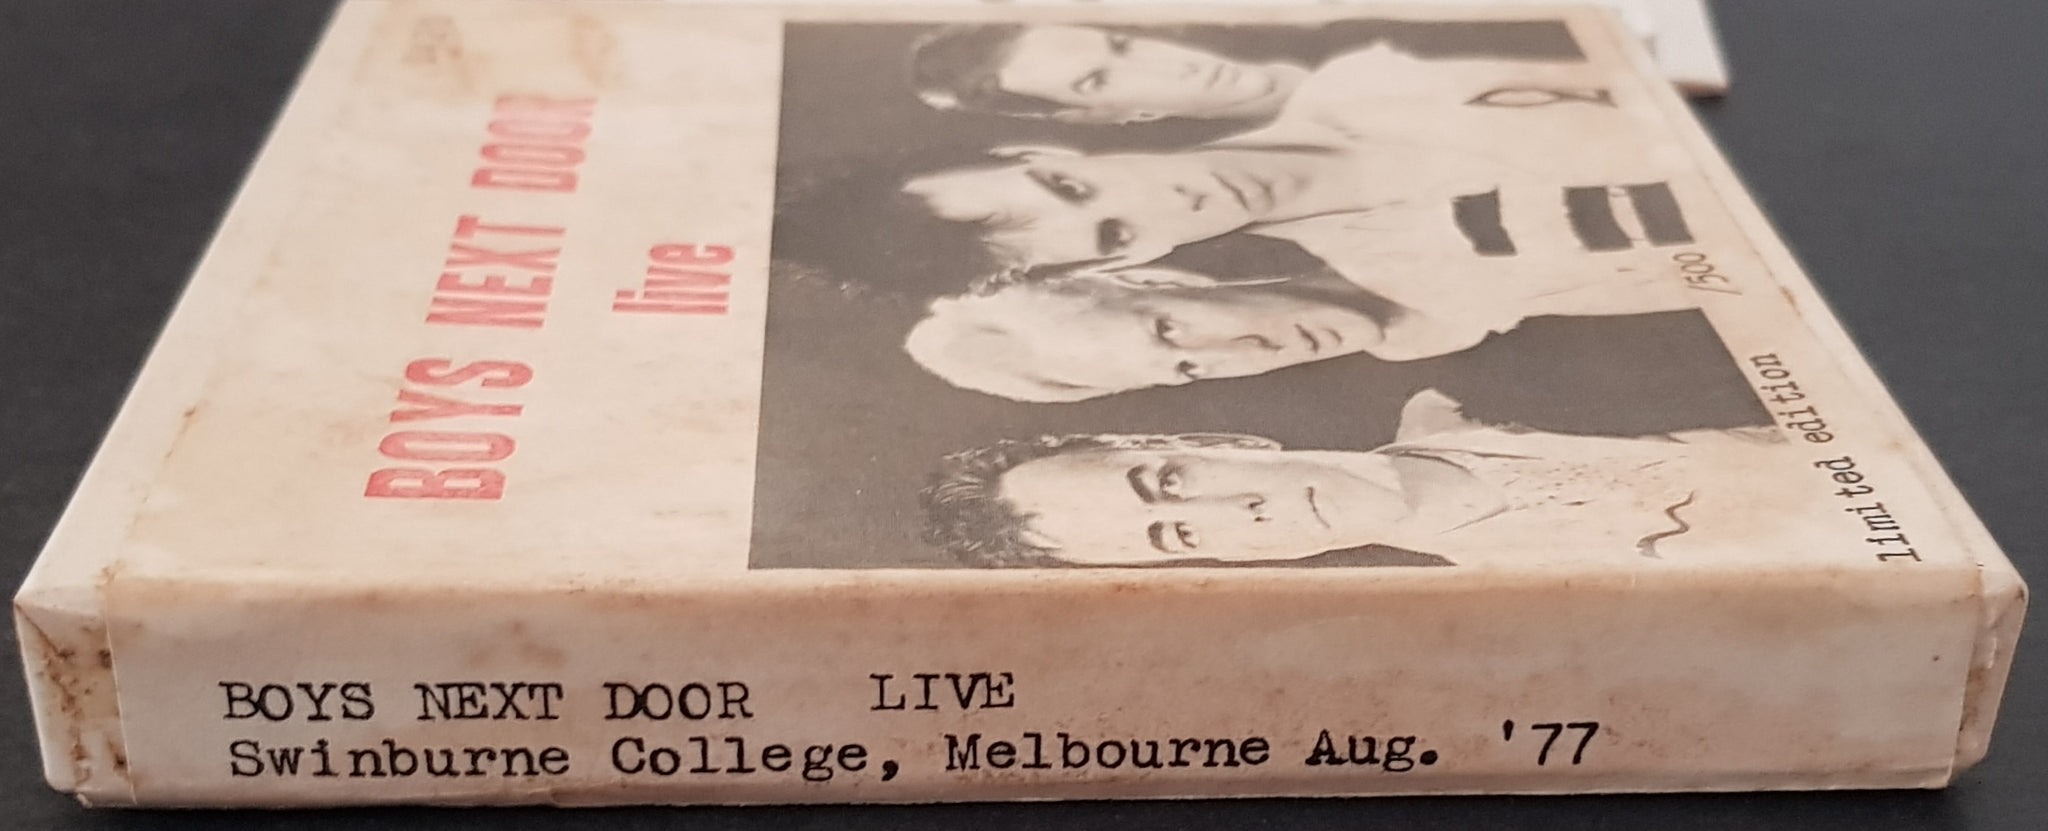 BOYS NEXT DOOR
live
/500
limited edition
BOYS NEXT DOOR LIVE
Swinburne College, Melbourne Aug. '77